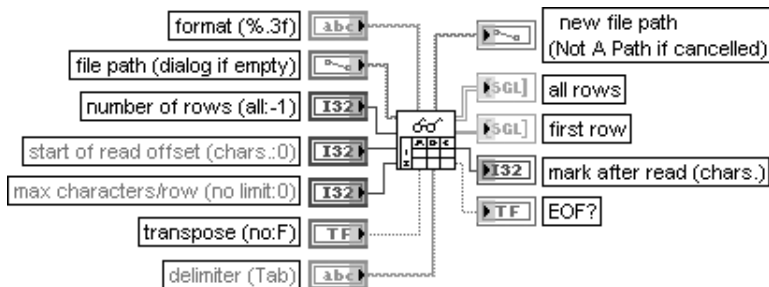 format (%.3f)
abc
file path (dialog if empty)
number of rows (all:-1)
I32
start of read offset (chars.:0)
I32
max characters/row (no limit:0)
I32
transpose (no:F)
TF
delimiter (Tab)
abc
new file path
(Not A Path if cancelled)
SGL]
all rows
SGL]
first row
I32
mark after read (chars.)
TF
EOF?